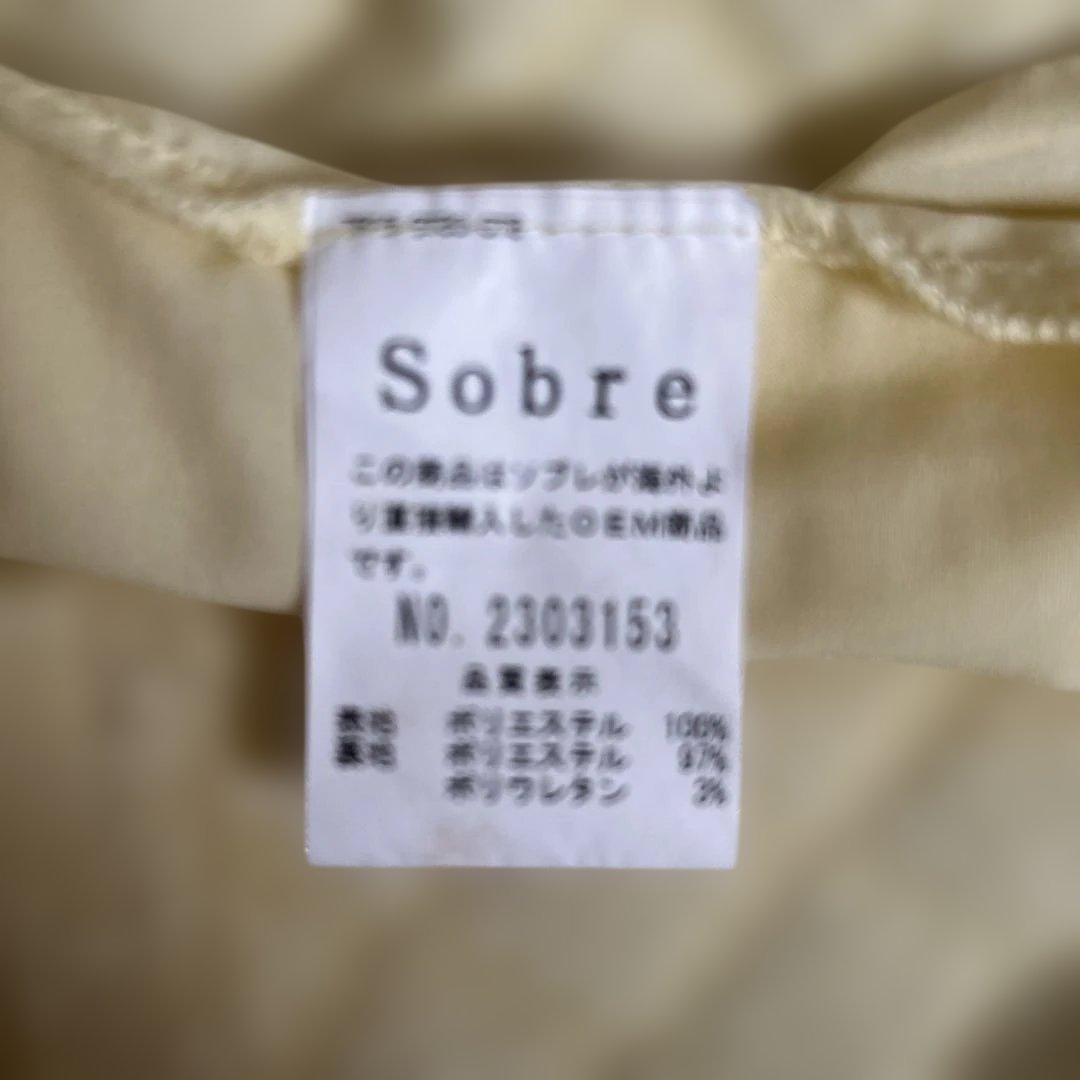 Sobre
この商品はソブレが海外よ
り直接輸入したOEM商品
です。
NO. 2303153
品質表示
表地 ポリエステル 100%
裏地 ポリエステル 97%
ポリウレタン 3%